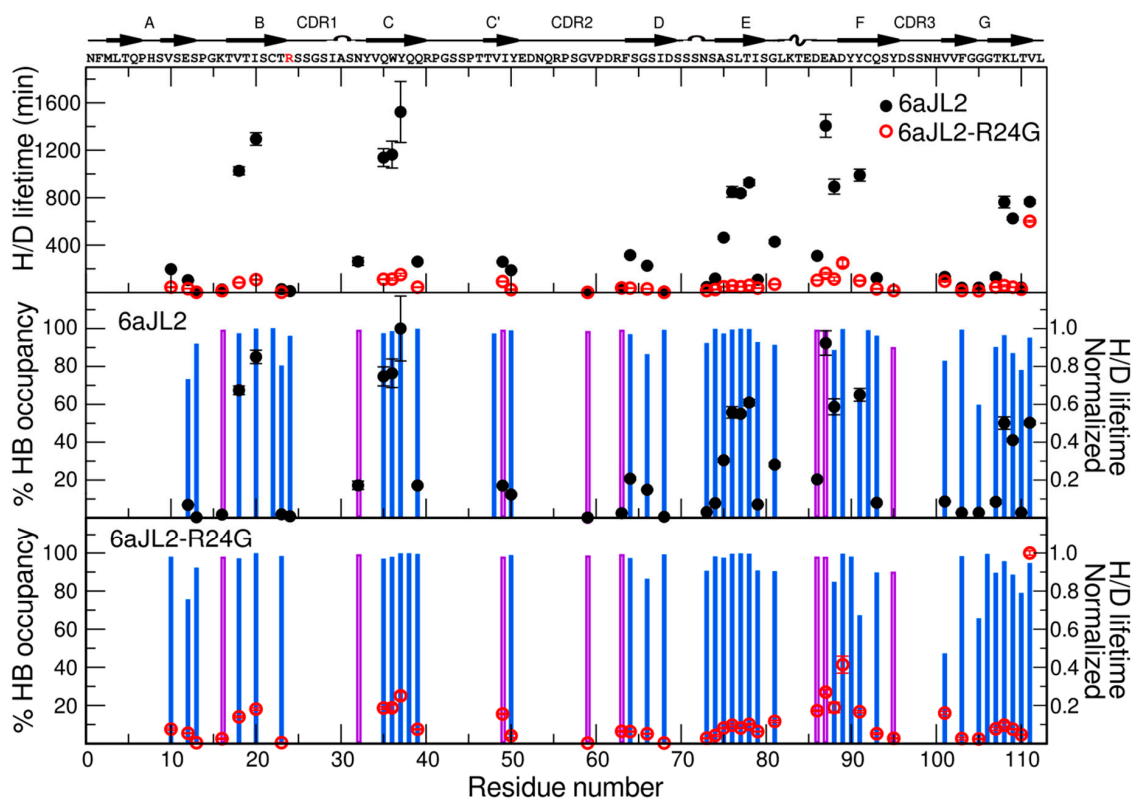 A B CDR1 C C' CDR2 D E F CDR3 G
NFMLTQPHSVSESPGKTVTISCTRSSGSIASNYVQWYQQRPGSSPTTVIYEDNQRPSGVPDRFSGSIDSSSNSASLTISGLKTEDEADYYCQSYDSSNHVVFGGGTKLTVL
H/D lifetime (min)
1600
1200
800
400
6aJL2
6aJL2-R24G
% HB occupancy
6aJL2
100
80
60
40
20
1.0
0.8
0.6
0.4
0.2
H/D lifetime
Normalized
% HB occupancy
6aJL2-R24G
100
80
60
40
20
1.0
0.8
0.6
0.4
0.2
H/D lifetime
Normalized
0 10 20 30 40 50 60 70 80 90 100 110
Residue number